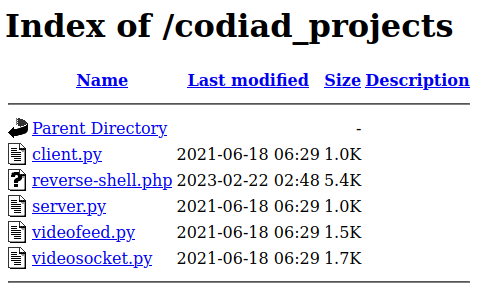 Index of /codiad_projects
Name Last modified Size Description
Parent Directory -
client.py 2021-06-18 06:29 1.0K
reverse-shell.php 2023-02-22 02:48 5.4K
server.py 2021-06-18 06:29 1.0K
videofeed.py 2021-06-18 06:29 1.5K
videosocket.py 2021-06-18 06:29 1.7K